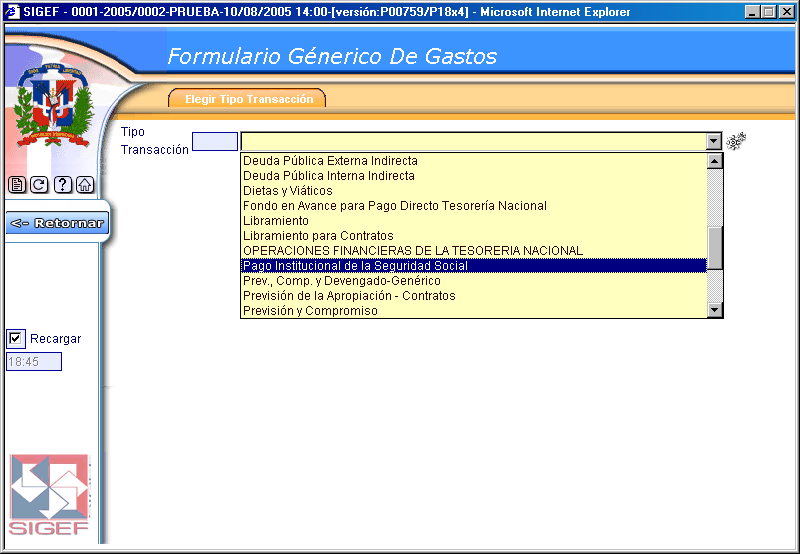 SIGEF - 0001-2005/0002-PRUEBA-10/08/2005 14:00-[versión:P00759/P18x4] - Microsoft Internet Explorer
Formulario Génerico De Gastos
Elegir Tipo Transacción
Tipo
Transacción
Deuda Pública Externa Indirecta
Deuda Pública Interna Indirecta
Dietas y Viáticos
Fondo en Avance para Pago Directo Tesorería Nacional
Libramiento
Libramiento para Contratos
OPERACIONES FINANCIERAS DE LA TESORERIA NACIONAL
Pago Institucional de la Seguridad Social
Prev., Comp. y Devengado-Genérico
Previsión de la Apropiación - Contratos
Previsión y Compromiso
<- Retornar
Recargar
18:45
SIGEF